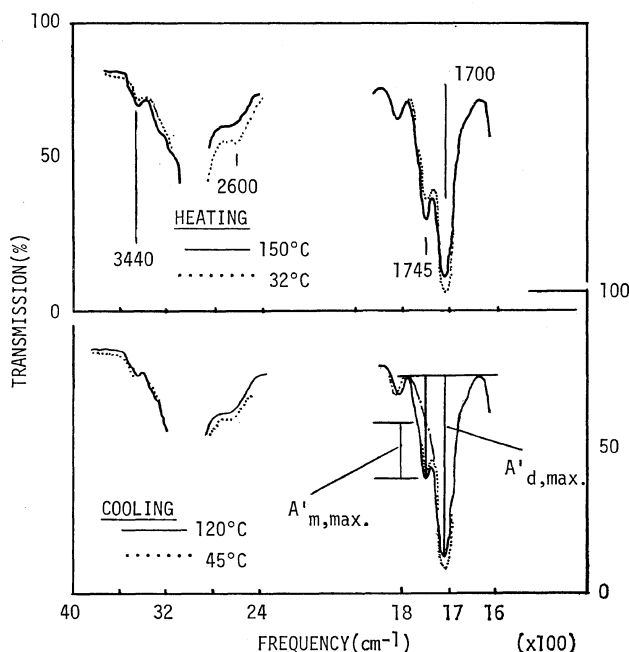 100
1700
50
2600
HEATING
3440
150°C
32°C
1745
TRANSMISSION(%)
0
100
50
A'd,max.
A'm,max.
COOLING
120°C
45°C
0
40 32 24 18 17 16
FREQUENCY(cm-1) (x100)